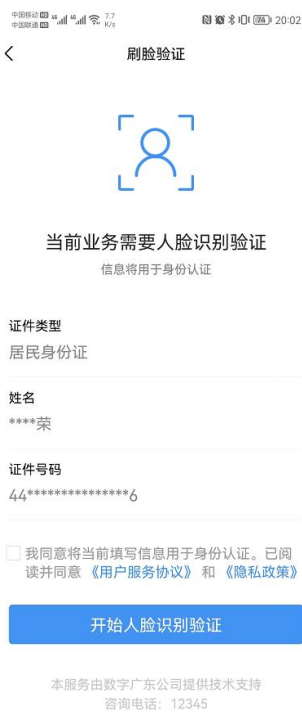 中国移动 HD 4G 4G 7.7 20:02
中国联通 HD K/s
刷脸验证
当前业务需要人脸识别验证
信息将用于身份认证
证件类型
居民身份证
姓名
****荣
证件号码
44***************6
我同意将当前填写信息用于身份认证。已阅
读并同意 《用户服务协议》 和 《隐私政策》
开始人脸识别验证
本服务由数字广东公司提供技术支持
咨询电话：12345